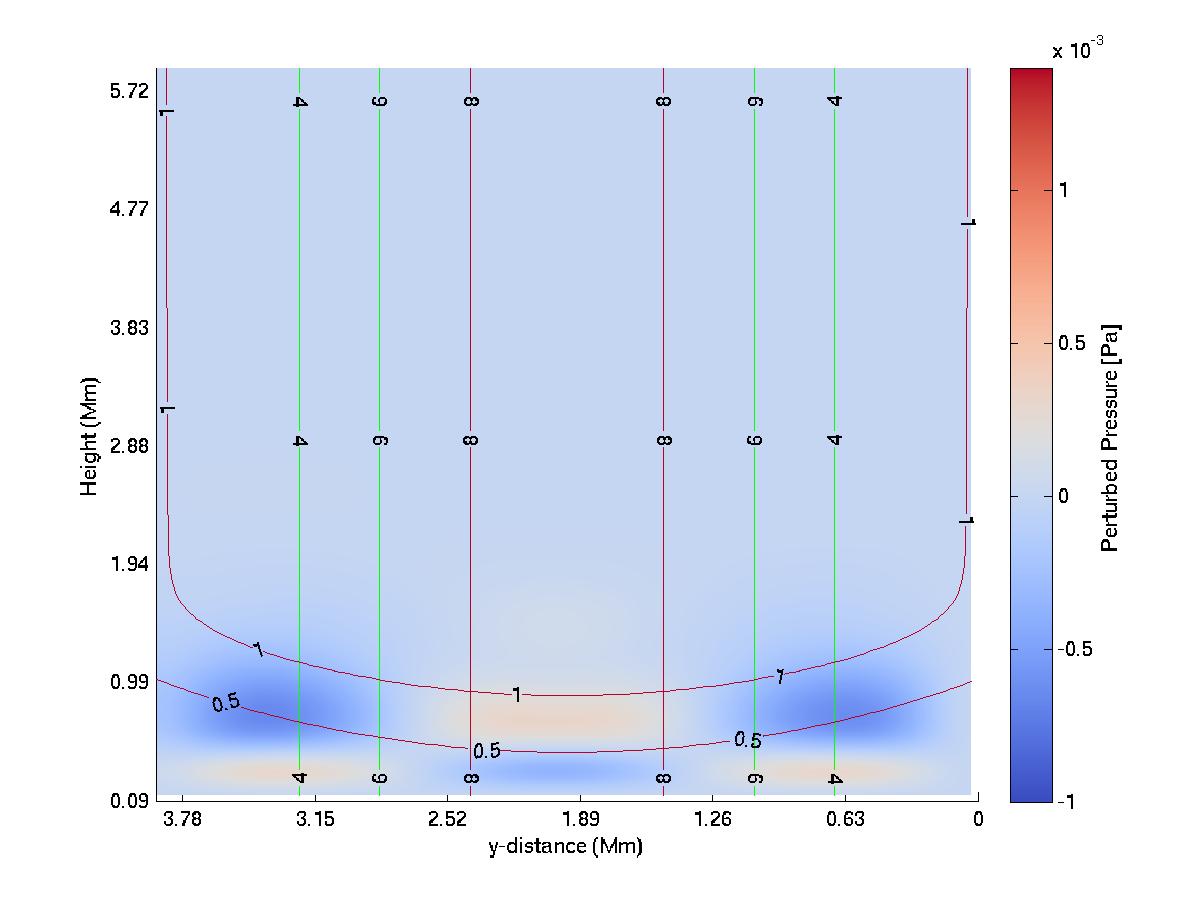 x 10^-3
5.72
4.77
3.83
2.88
1.94
0.99
0.09
Height (Mm)
1 4 6 8 8 6 4
1
1 4 6 8 8 6 4
1
1 1 1
0.5 0.5 0.5
4 6 8 8 6 4
3.78 3.15 2.52 1.89 1.26 0.63 0
y-distance (Mm)
1
0.5
0
-0.5
-1
Perturbed Pressure [Pa]